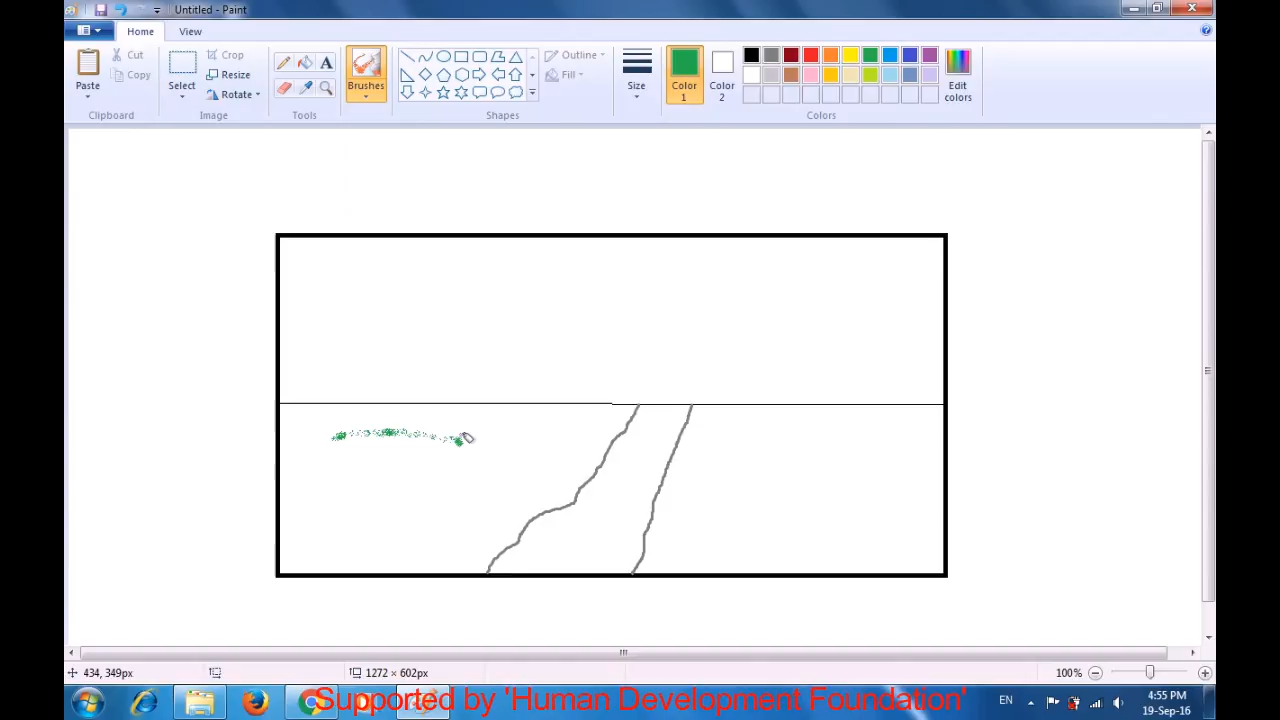 Untitled - Paint
Home
View
Paste
Cut
Copy
Clipboard
Select
Crop
Resize
Rotate
Image
A
Tools
Brushes
Outline
Fill
Shapes
Size
Color 1
Color 2
Edit colors
Colors
434, 349px
1272 × 602px
100%
EN
4:55 PM
19-Sep-16
Supported by 'Human Development Foundation'